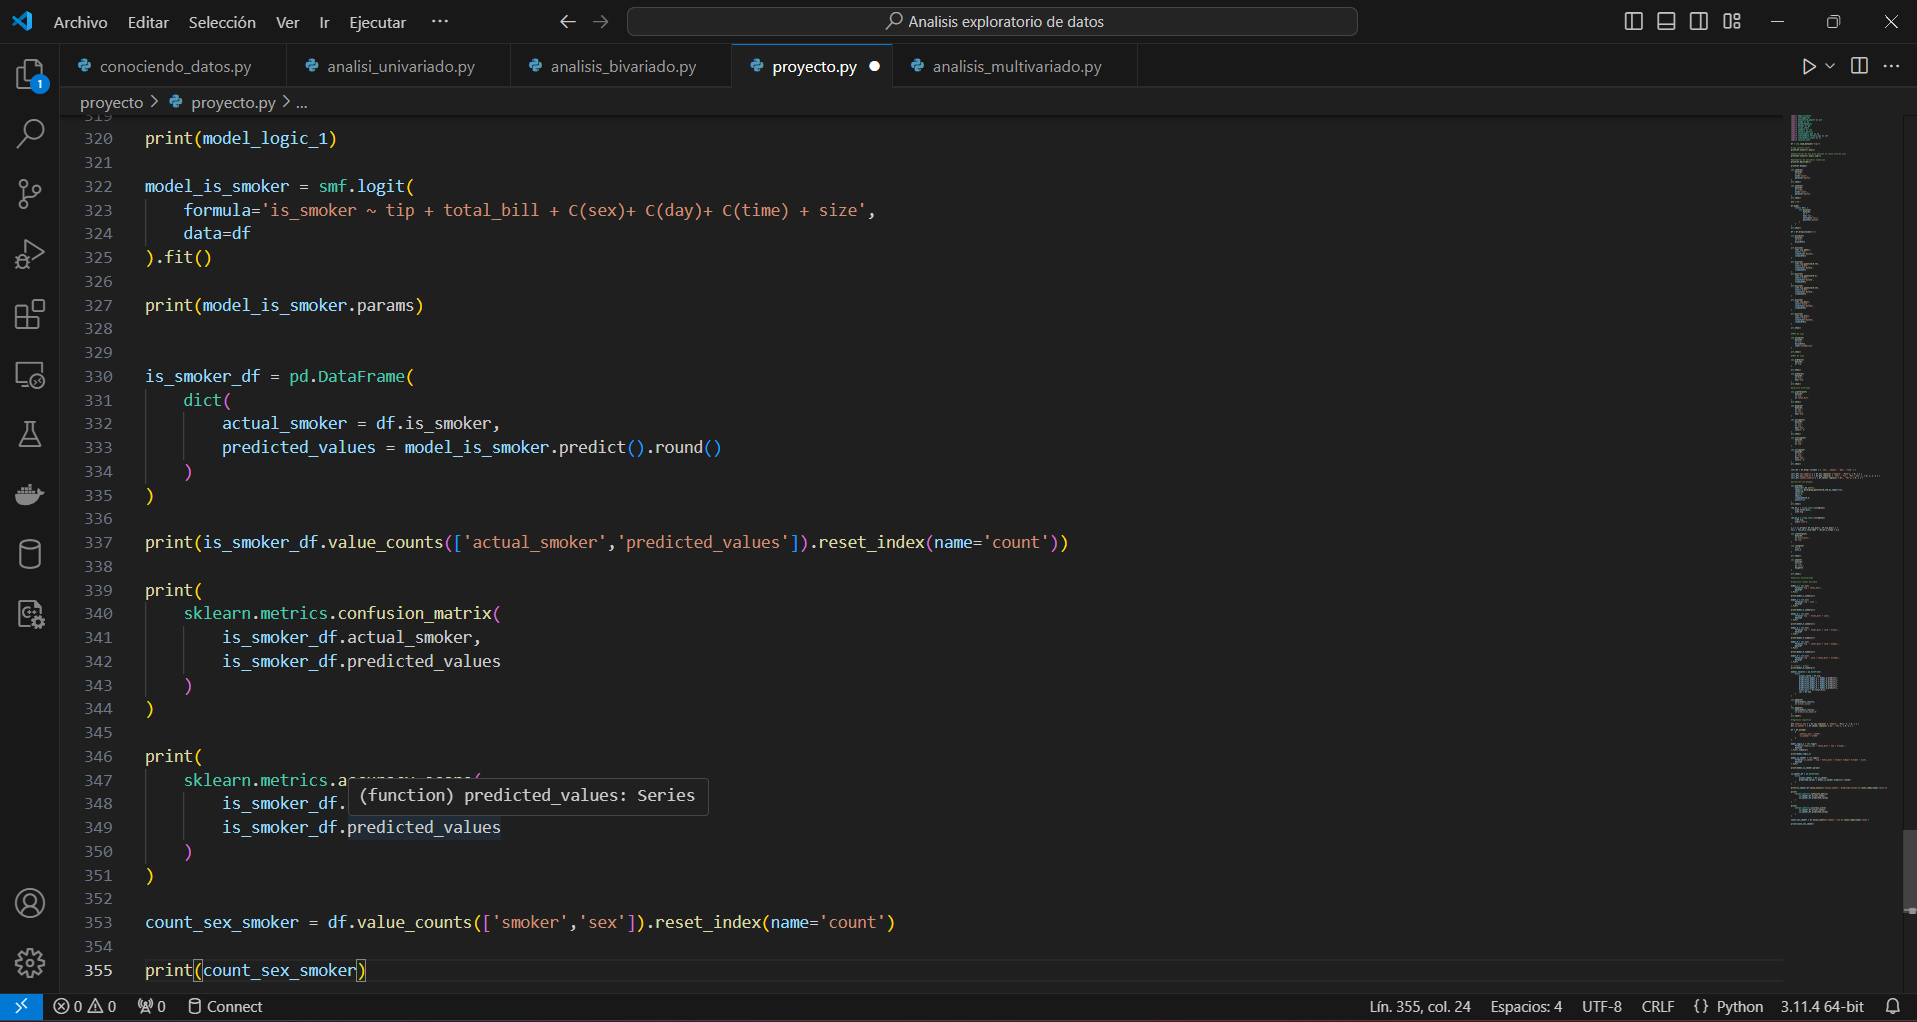 Archivo Editar Selección Ver Ir Ejecutar ···
Analisis exploratorio de datos
conociendo_datos.py analisi_univariado.py analisis_bivariado.py proyecto.py analisis_multivariado.py
proyecto > proyecto.py > ...
1
319
320 print(model_logic_1)
321
322 model_is_smoker = smf.logit(
323 formula='is_smoker ~ tip + total_bill + C(sex)+ C(day)+ C(time) + size',
324 data=df
325 ).fit()
326
327 print(model_is_smoker.params)
328
329
330 is_smoker_df = pd.DataFrame(
331 dict(
332 actual_smoker = df.is_smoker,
333 predicted_values = model_is_smoker.predict().round()
334 )
335 )
336
337 print(is_smoker_df.value_counts(['actual_smoker','predicted_values']).reset_index(name='count'))
338
339 print(
340 sklearn.metrics.confusion_matrix(
341 is_smoker_df.actual_smoker,
342 is_smoker_df.predicted_values
343 )
344 )
345
346 print(
347 sklearn.metrics.accuracy_score(
(function) predicted_values: Series
348 is_smoker_df.
349 is_smoker_df.predicted_values
350 )
351 )
352
353 count_sex_smoker = df.value_counts(['smoker','sex']).reset_index(name='count')
354
355 print(count_sex_smoker)
0 0 0 Connect Lín. 355, col. 24 Espacios: 4 UTF-8 CRLF {} Python 3.11.4 64-bit